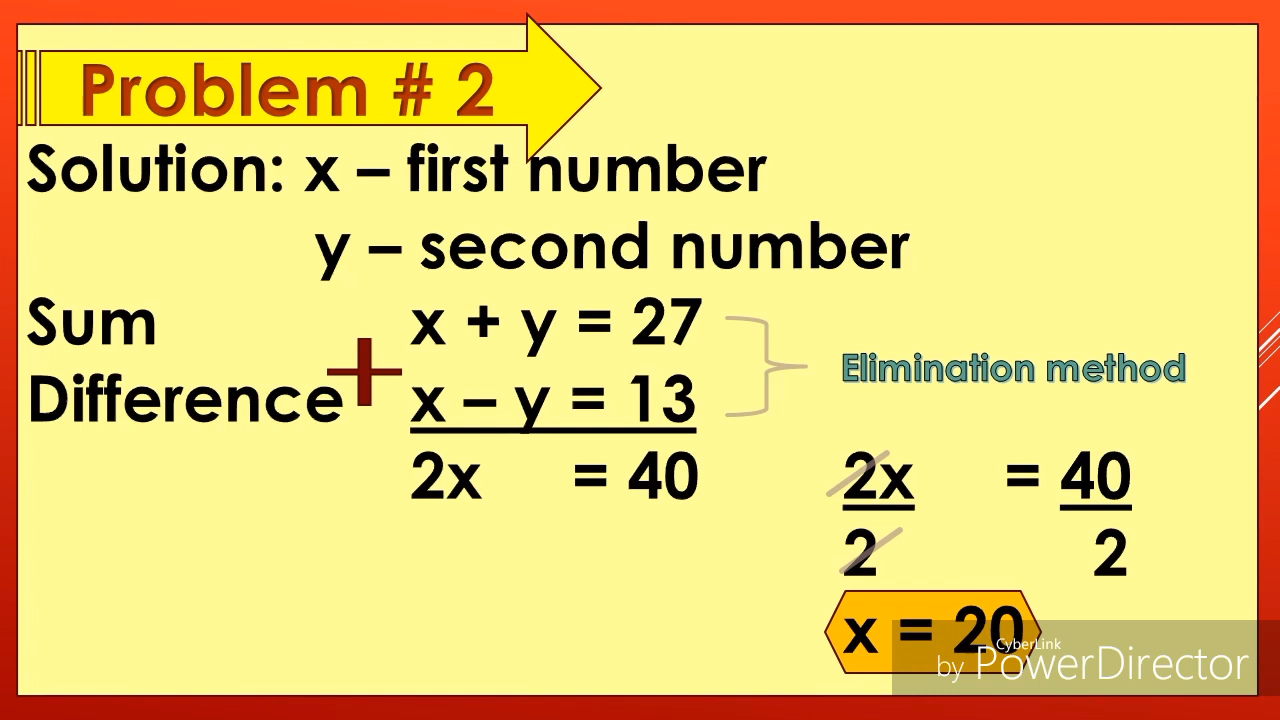 Problem # 2
Solution: x – first number
y – second number
Sum x + y = 27
Difference + x – y = 13
Elimination method
2x = 40
2x = 40
2 2
x = 20
CyberLink
by PowerDirector